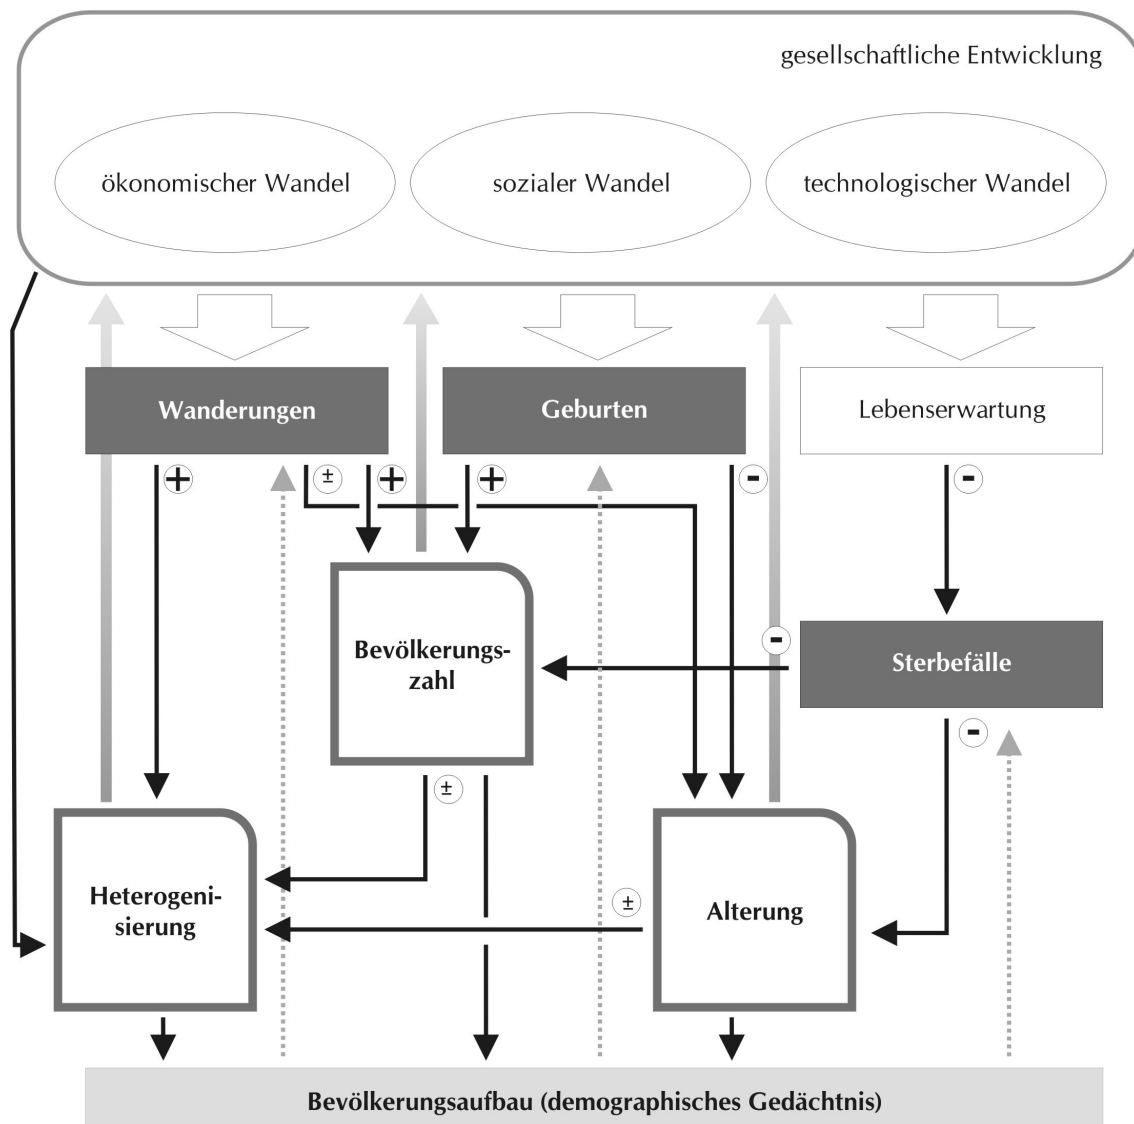 gesellschaftliche Entwicklung
ökonomischer Wandel
sozialer Wandel
technologischer Wandel
Wanderungen
Geburten
Lebenserwartung
+
±
+
+
-
-
Bevölkerungs-
zahl
-
Sterbefälle
-
±
Heterogeni-
sierung
±
Alterung
Bevölkerungsaufbau (demographisches Gedächtnis)